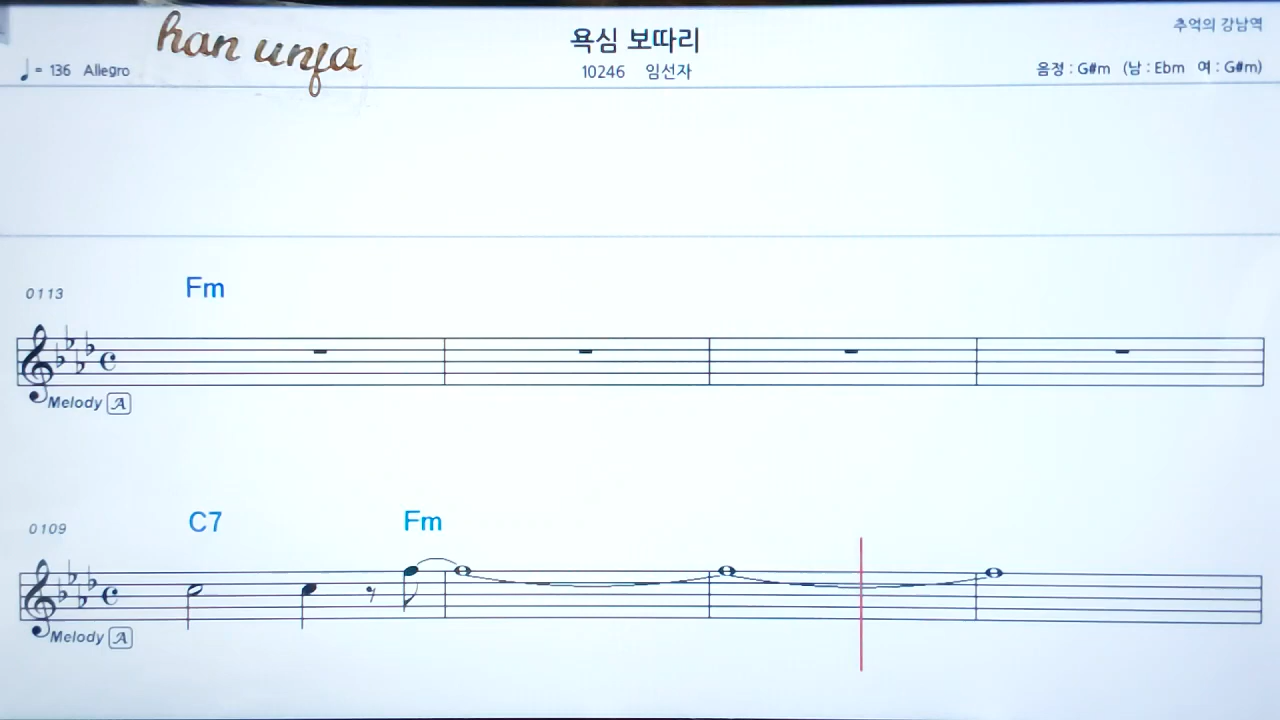 han unfa
욕심 보따리
추억의 강남역
♩= 136 Allegro
10246 임선자
음정 : G#m (남 : Ebm 여 : G#m)
Fm
0113
Melody A
C7 Fm
0109
Melody A